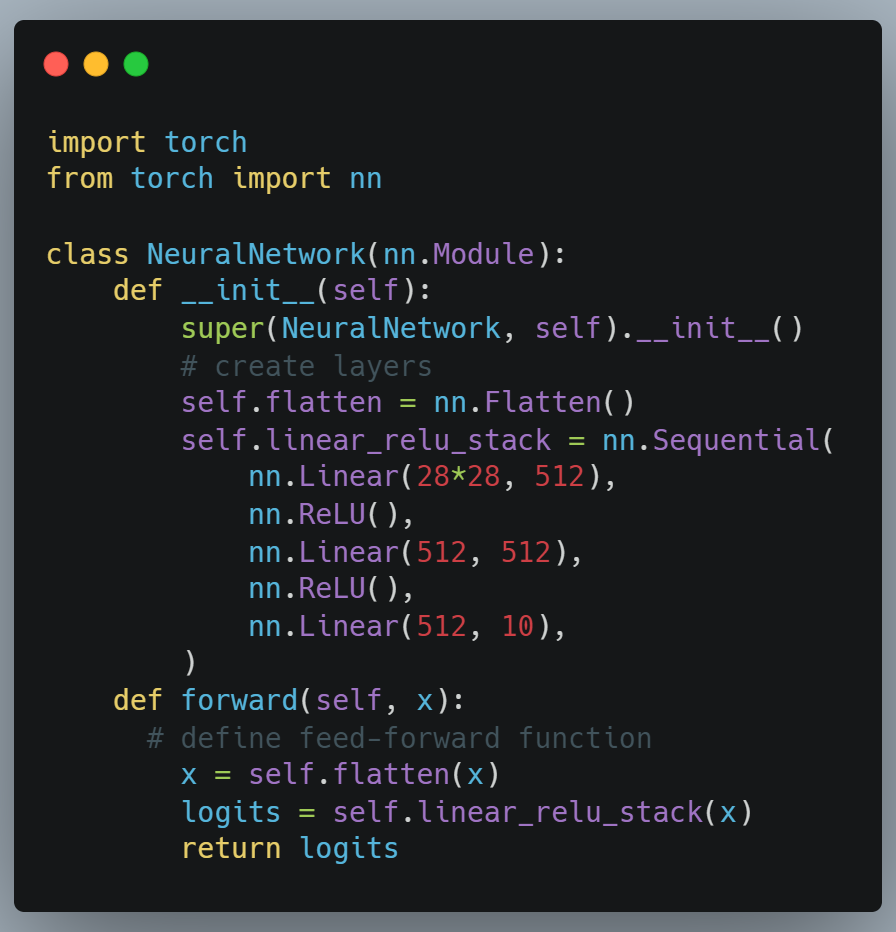 import torch
from torch import nn

class NeuralNetwork(nn.Module):
    def __init__(self):
        super(NeuralNetwork, self).__init__()
        # create layers
        self.flatten = nn.Flatten()
        self.linear_relu_stack = nn.Sequential(
            nn.Linear(28*28, 512),
            nn.ReLU(),
            nn.Linear(512, 512),
            nn.ReLU(),
            nn.Linear(512, 10),
        )
    def forward(self, x):
      # define feed-forward function
        x = self.flatten(x)
        logits = self.linear_relu_stack(x)
        return logits